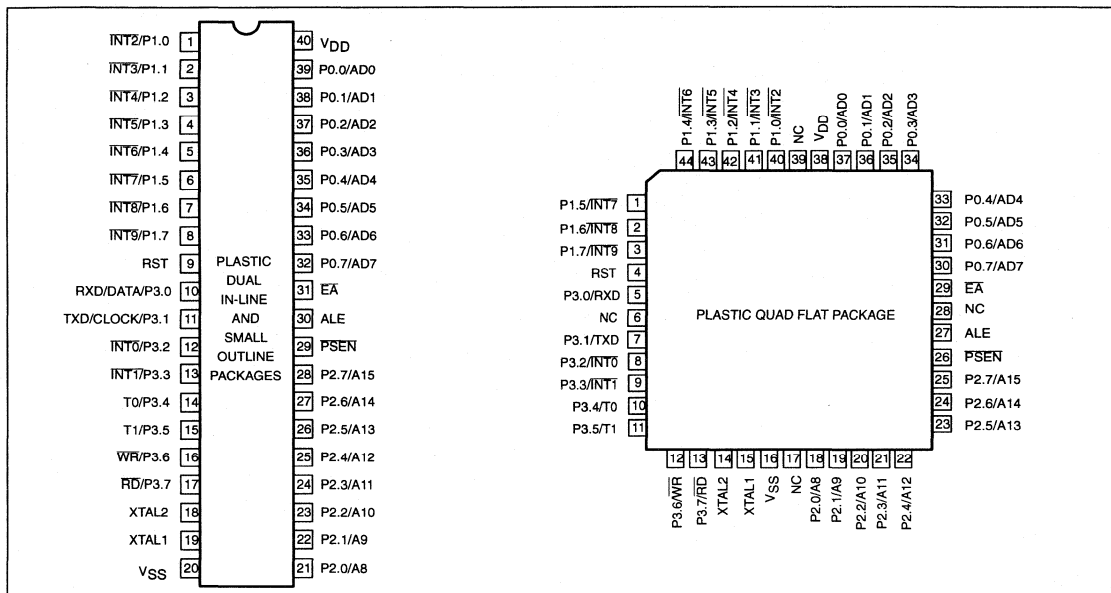 INT2/P1.0 1
INT3/P1.1 2
INT4/P1.2 3
INT5/P1.3 4
INT6/P1.4 5
INT7/P1.5 6
INT8/P1.6 7
INT9/P1.7 8
RST 9
RXD/DATA/P3.0 10
TXD/CLOCK/P3.1 11
INT0/P3.2 12
INT1/P3.3 13
T0/P3.4 14
T1/P3.5 15
WR/P3.6 16
RD/P3.7 17
XTAL2 18
XTAL1 19
VSS 20
PLASTIC
DUAL
IN-LINE
AND
SMALL
OUTLINE
PACKAGES
40 VDD
39 P0.0/AD0
38 P0.1/AD1
37 P0.2/AD2
36 P0.3/AD3
35 P0.4/AD4
34 P0.5/AD5
33 P0.6/AD6
32 P0.7/AD7
31 EA
30 ALE
29 PSEN
28 P2.7/A15
27 P2.6/A14
26 P2.5/A13
25 P2.4/A12
24 P2.3/A11
23 P2.2/A10
22 P2.1/A9
21 P2.0/A8
P1.4/INT6 44
P1.3/INT5 43
P1.2/INT4 42
P1.1/INT3 41
P1.0/INT2 40
NC 39
VDD 38
P0.0/AD0 37
P0.1/AD1 36
P0.2/AD2 35
P0.3/AD3 34
P1.5/INT7 1
P1.6/INT8 2
P1.7/INT9 3
RST 4
P3.0/RXD 5
NC 6
P3.1/TXD 7
P3.2/INT0 8
P3.3/INT1 9
P3.4/T0 10
P3.5/T1 11
PLASTIC QUAD FLAT PACKAGE
33 P0.4/AD4
32 P0.5/AD5
31 P0.6/AD6
30 P0.7/AD7
29 EA
28 NC
27 ALE
26 PSEN
25 P2.7/A15
24 P2.6/A14
23 P2.5/A13
12 P3.6/WR
13 P3.7/RD
14 XTAL2
15 XTAL1
16 VSS
17 NC
18 P2.0/A8
19 P2.1/A9
20 P2.2/A10
21 P2.3/A11
22 P2.4/A12